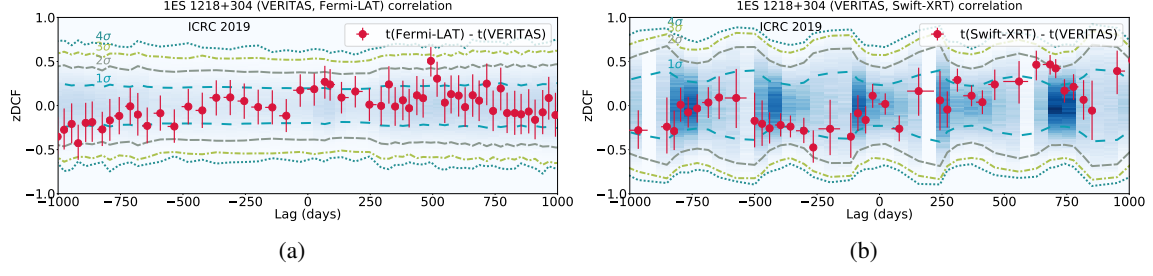 1ES 1218+304 (VERITAS, Fermi-LAT) correlation
ICRC 2019
t(Fermi-LAT) - t(VERITAS)
4σ
3σ
2σ
1σ
zDCF
1.0
0.5
0.0
−0.5
−1.0
−1000 −750 −500 −250 0 250 500 750 1000
Lag (days)
(a)
1ES 1218+304 (VERITAS, Swift-XRT) correlation
ICRC 2019
t(Swift-XRT) - t(VERITAS)
4σ
3σ
1σ
zDCF
1.0
0.5
0.0
−0.5
−1.0
−1000 −750 −500 −250 0 250 500 750 1000
Lag (days)
(b)